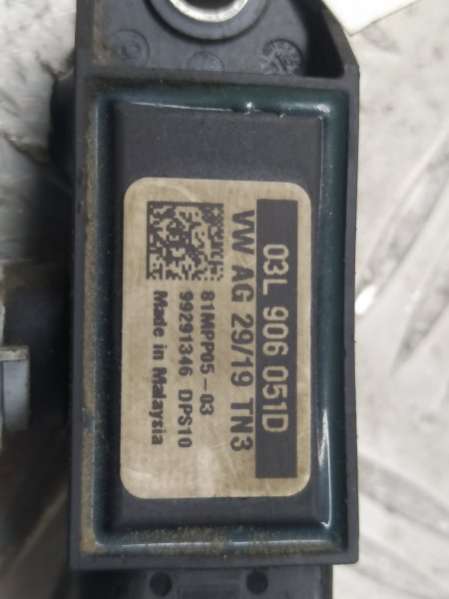 03L 906 051D
VW AG 29/19 TN3
81MPP05-03
99291346 DPS10
Made in Malaysia